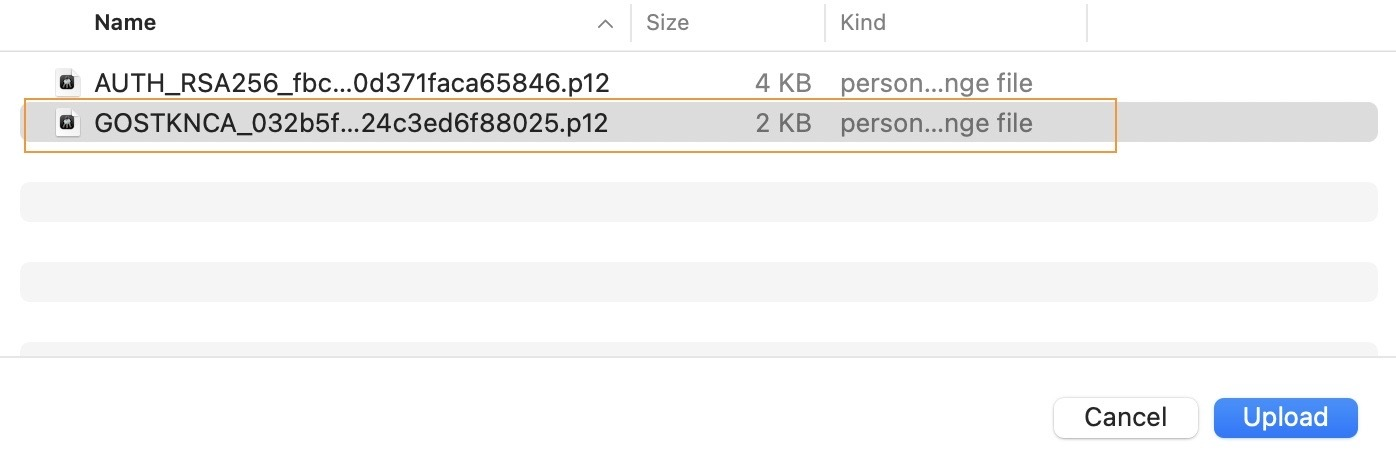 Name Size Kind
AUTH_RSA256_fbc...0d371faca65846.p12 4 KB person...nge file
GOSTKNCA_032b5f...24c3ed6f88025.p12 2 KB person...nge file
Cancel Upload